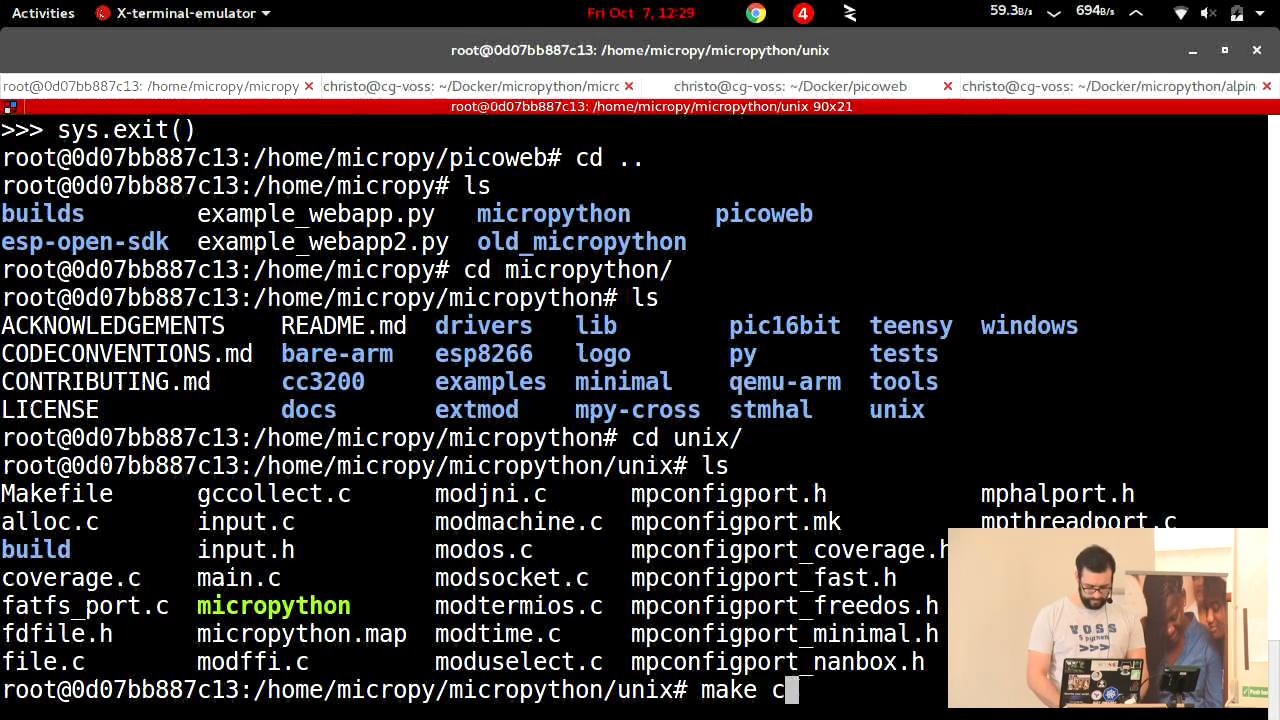 Activities X-terminal-emulator Fri Oct 7, 12:29 4 59.3B/s 694B/s
root@0d07bb887c13: /home/micropy/micropython/unix
root@0d07bb887c13: /home/micropy/micropy christo@cg-voss: ~/Docker/micropython/micro christo@cg-voss: ~/Docker/picoweb christo@cg-voss: ~/Docker/micropython/alpin
root@0d07bb887c13: /home/micropy/micropython/unix 90x21
>>> sys.exit()
root@0d07bb887c13:/home/micropy/picoweb# cd ..
root@0d07bb887c13:/home/micropy# ls
builds example_webapp.py micropython picoweb
esp-open-sdk example_webapp2.py old_micropython
root@0d07bb887c13:/home/micropy# cd micropython/
root@0d07bb887c13:/home/micropy/micropython# ls
ACKNOWLEDGEMENTS README.md drivers lib pic16bit teensy windows
CODECONVENTIONS.md bare-arm esp8266 logo py tests
CONTRIBUTING.md cc3200 examples minimal qemu-arm tools
LICENSE docs extmod mpy-cross stmhal unix
root@0d07bb887c13:/home/micropy/micropython# cd unix/
root@0d07bb887c13:/home/micropy/micropython/unix# ls
Makefile gccollect.c modjni.c mpconfigport.h mphalport.h
alloc.c input.c modmachine.c mpconfigport.mk mpthreadport.c
build input.h modos.c mpconfigport_coverage.h
coverage.c main.c modsocket.c mpconfigport_fast.h
fatfs_port.c micropython modtermios.c mpconfigport_freedos.h
fdfile.h micropython.map modtime.c mpconfigport_minimal.h
file.c modffi.c moduselect.c mpconfigport_nanbox.h
root@0d07bb887c13:/home/micropy/micropython/unix# make c
VOSS
>>>